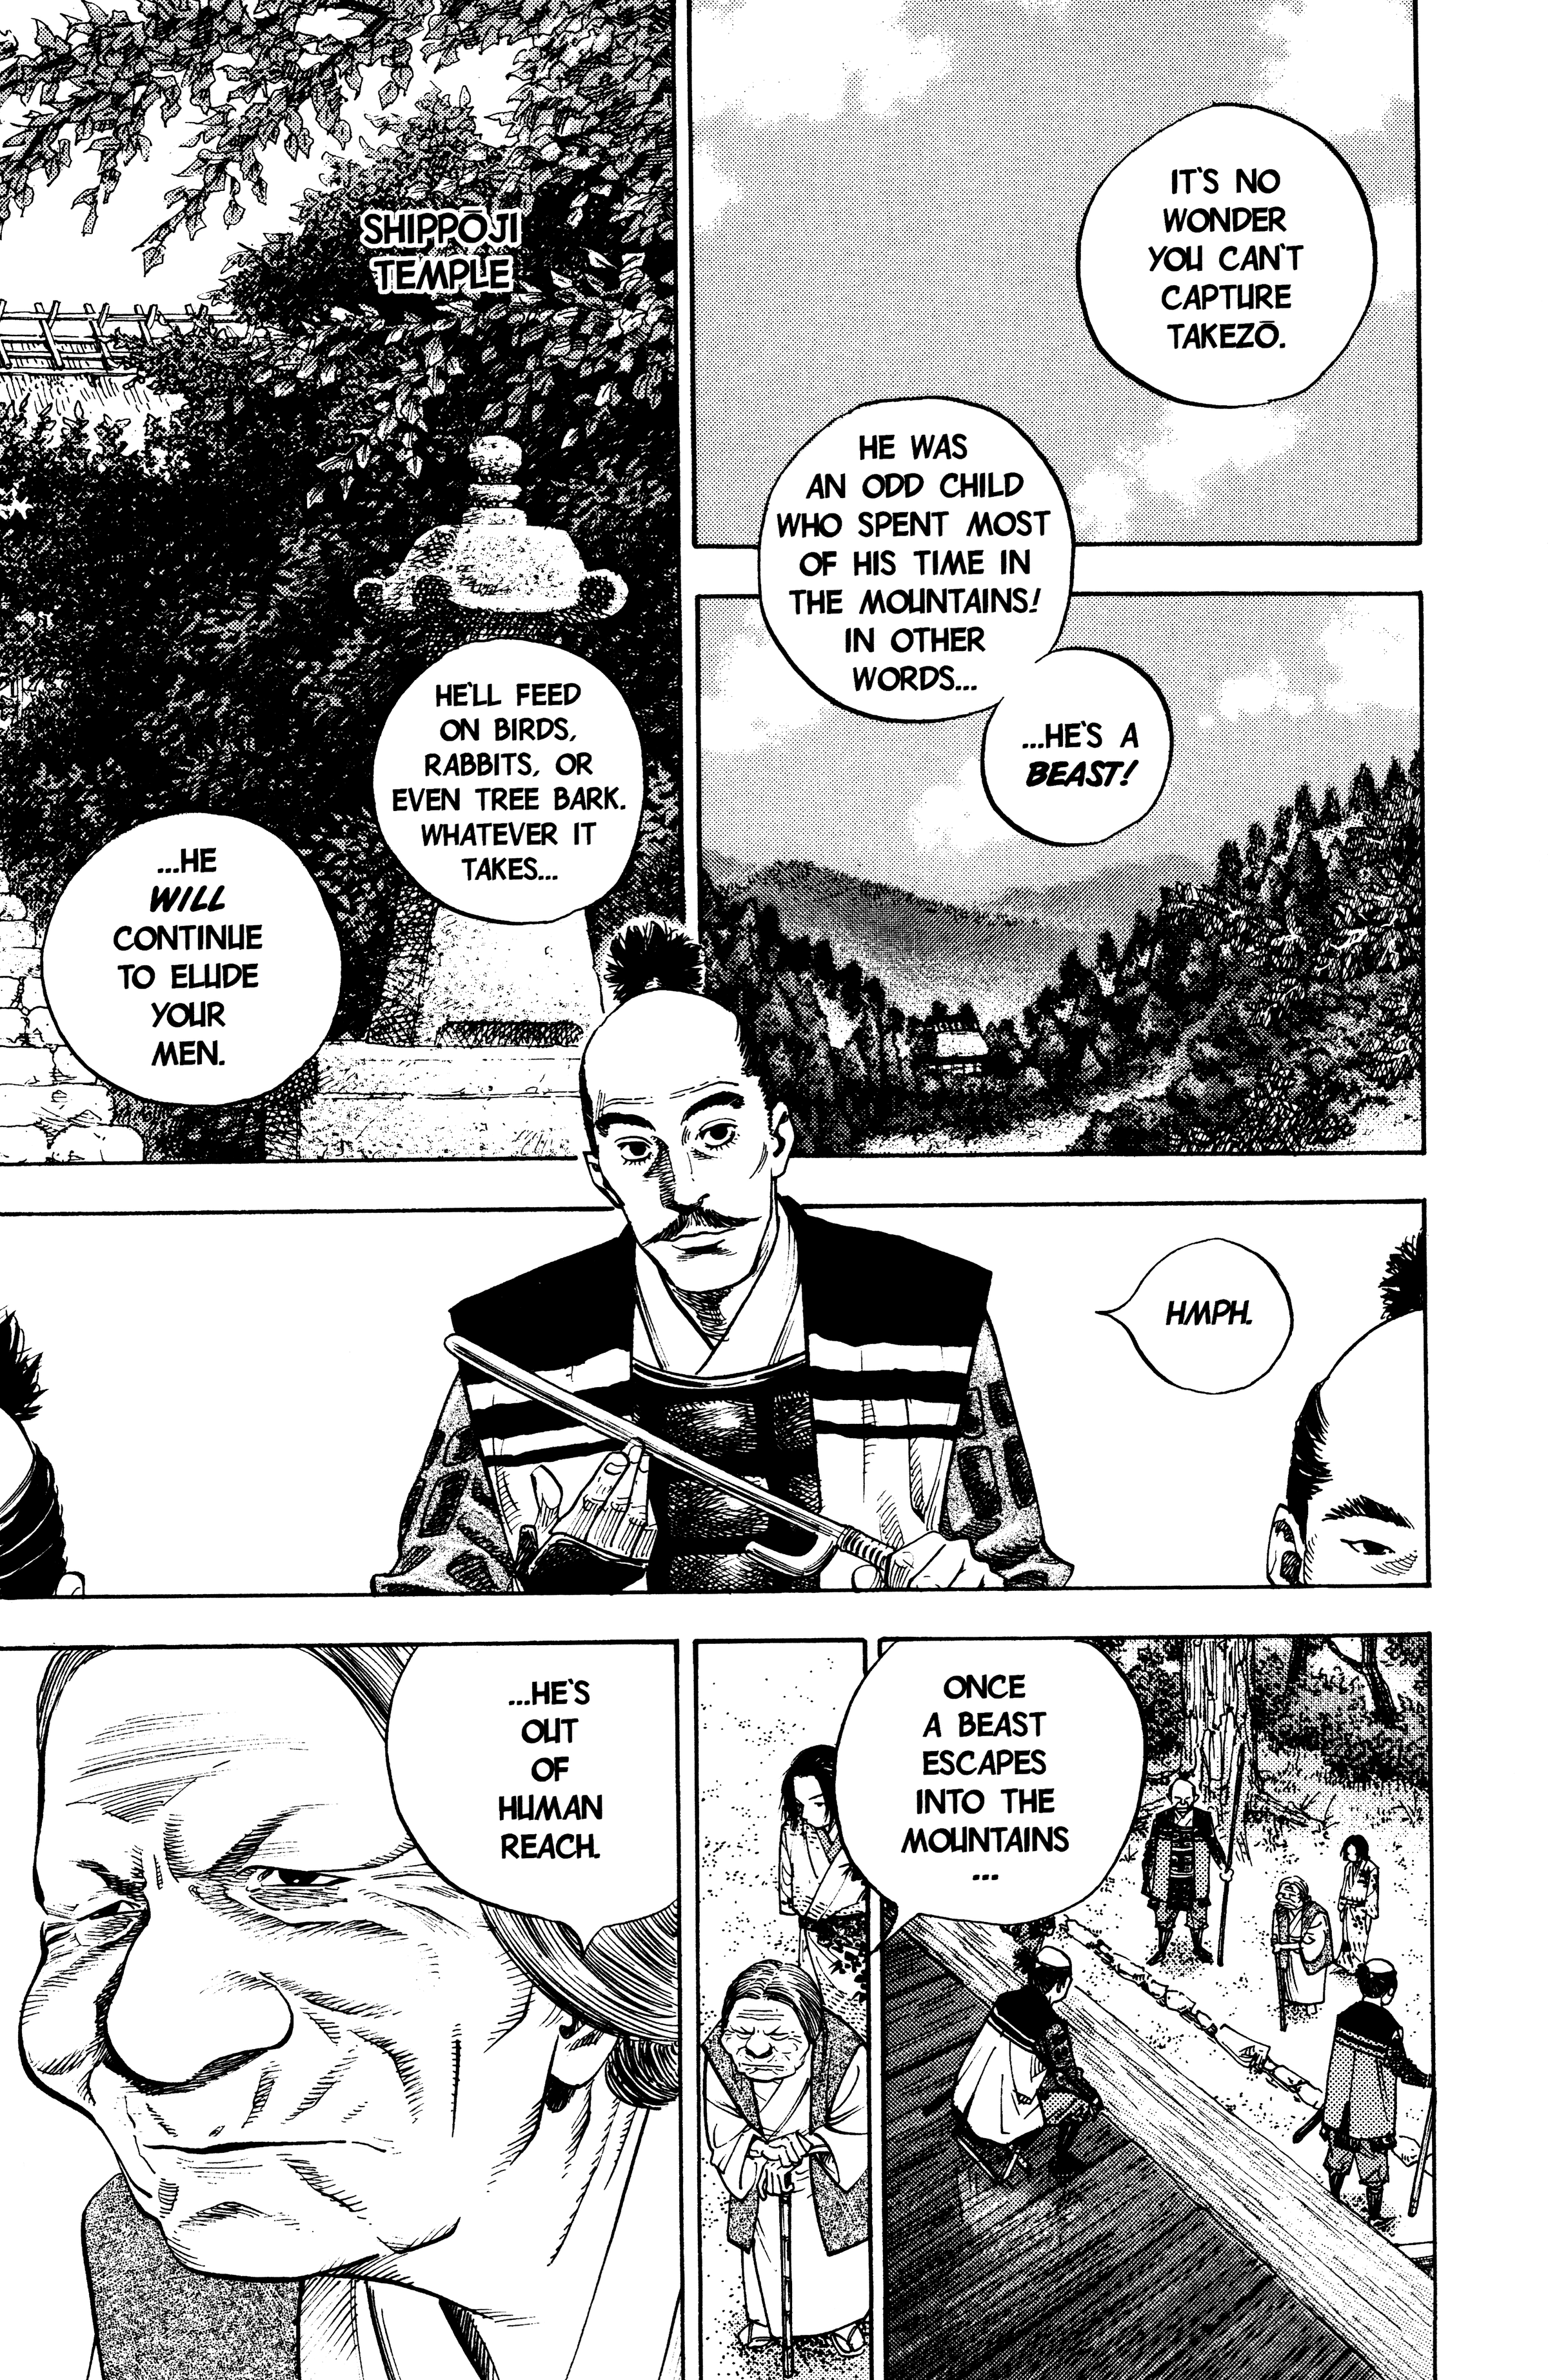 IT'S NO
WONDER
YOU CAN'T
CAPTURE
TAKEZŌ.
HE WAS
AN ODD CHILD
WHO SPENT MOST
OF HIS TIME IN
THE MOUNTAINS!
IN OTHER
WORDS...
...HE'S A
BEAST!
SHIPPŌJI
TEMPLE
HE'LL FEED
ON BIRDS,
RABBITS, OR
EVEN TREE BARK.
WHATEVER IT
TAKES...
...HE
WILL
CONTINUE
TO ELUDE
YOUR
MEN.
HMPH.
ONCE
A BEAST
ESCAPES
INTO THE
MOUNTAINS
...
...HE'S
OUT
OF
HUMAN
REACH.